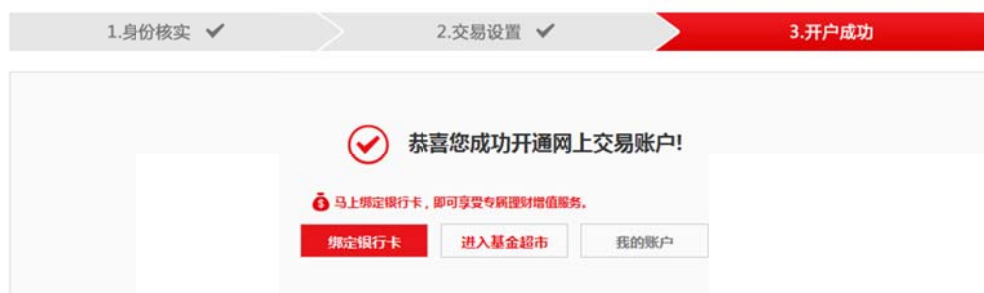 1.身份核实 ✓ 2.交易设置 ✓ 3.开户成功
恭喜您成功开通网上交易账户!
马上绑定银行卡，即可享受专属理财增值服务。
绑定银行卡 进入基金超市 我的账户